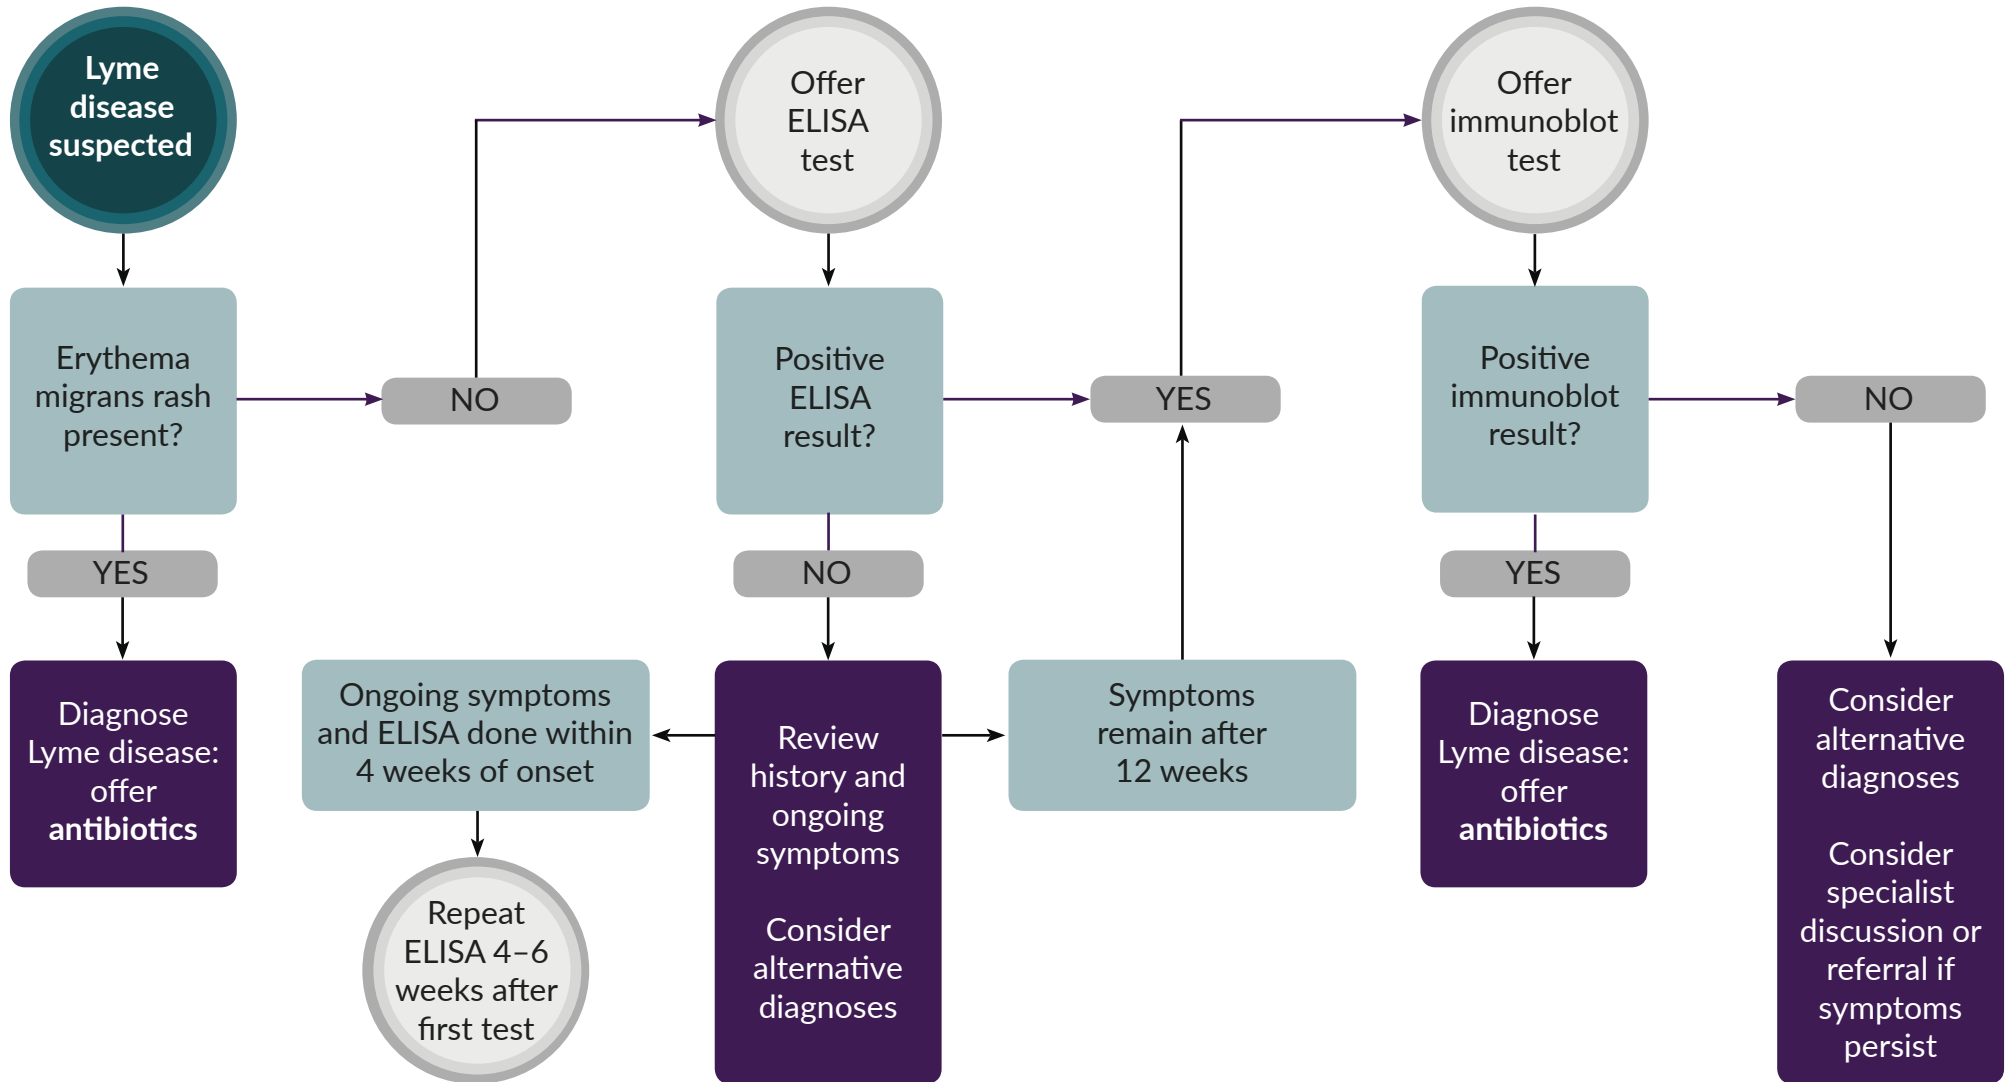 Lyme
disease
suspected
Offer
ELISA
test
Offer
immunoblot
test
Erythema
migrans rash
present?
NO
Positive
ELISA
result?
YES
Positive
immunoblot
result?
NO
YES
NO
YES
Diagnose
Lyme disease:
offer
antibiotics
Ongoing symptoms
and ELISA done within
4 weeks of onset
Repeat
ELISA 4–6
weeks after
first test
Review
history and
ongoing
symptoms
Consider
alternative
diagnoses
Symptoms
remain after
12 weeks
Diagnose
Lyme disease:
offer
antibiotics
Consider
alternative
diagnoses
Consider
specialist
discussion or
referral if
symptoms
persist